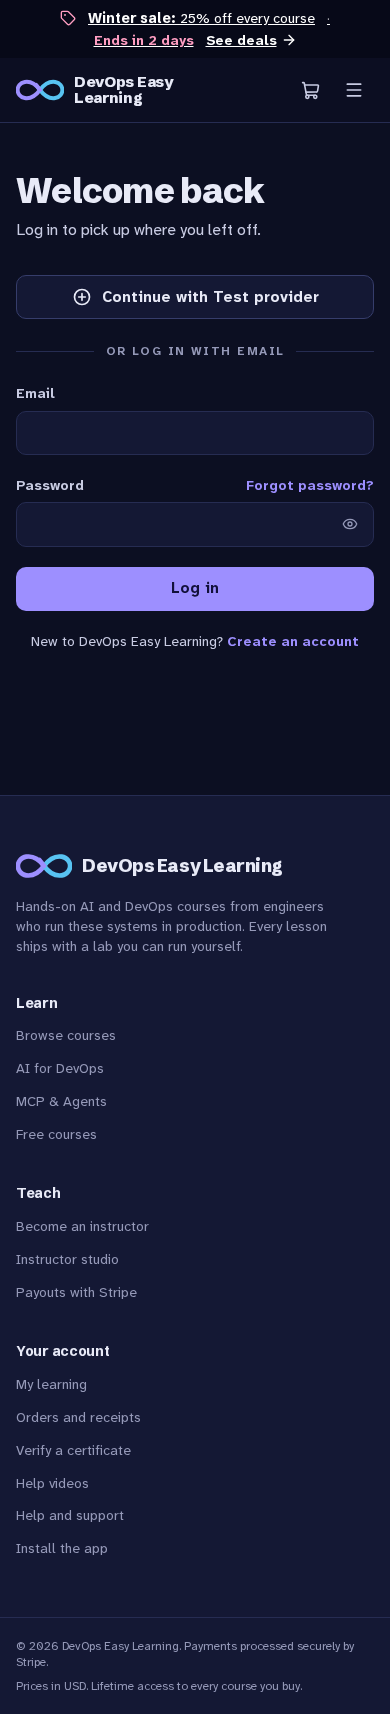 Winter sale: 25% off every course ·
Ends in 2 days See deals →
DevOps Easy
Learning
Welcome back
Log in to pick up where you left off.
Continue with Test provider
OR LOG IN WITH EMAIL
Email
Password Forgot password?
Log in
New to DevOps Easy Learning? Create an account
DevOps Easy Learning
Hands-on AI and DevOps courses from engineers
who run these systems in production. Every lesson
ships with a lab you can run yourself.
Learn
Browse courses
AI for DevOps
MCP & Agents
Free courses
Teach
Become an instructor
Instructor studio
Payouts with Stripe
Your account
My learning
Orders and receipts
Verify a certificate
Help videos
Help and support
Install the app
© 2026 DevOps Easy Learning. Payments processed securely by
Stripe.
Prices in USD. Lifetime access to every course you buy.